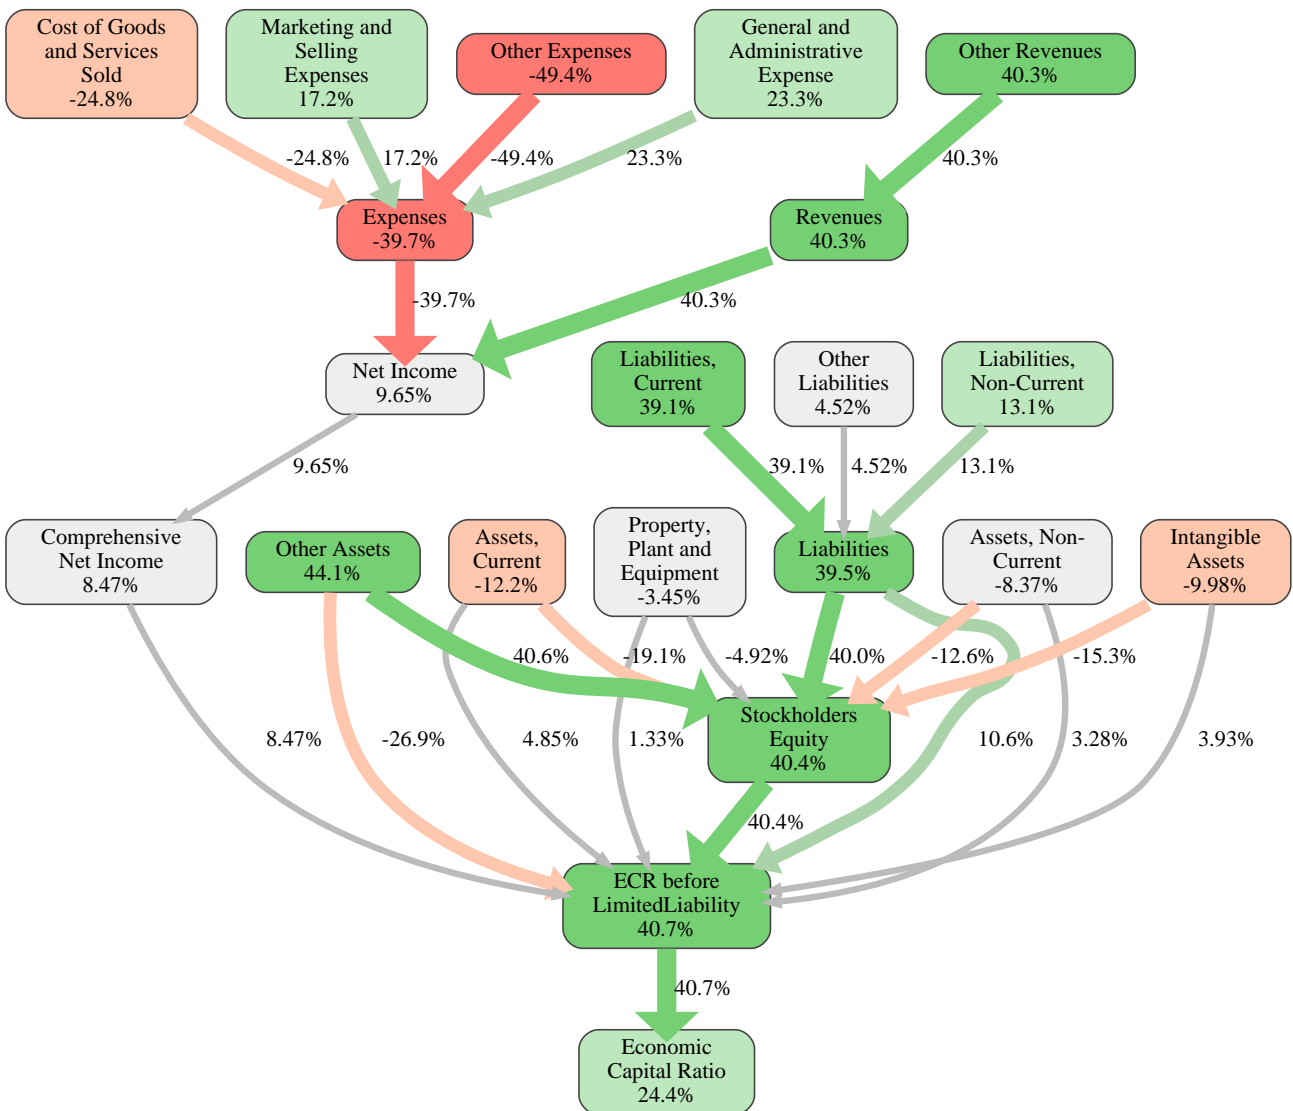 Cost of Goods
and Services
Sold
-24.8%
Marketing and
Selling
Expenses
17.2%
Other Expenses
-49.4%
General and
Administrative
Expense
23.3%
Other Revenues
40.3%
-24.8%
17.2%
-49.4%
23.3%
40.3%
Expenses
-39.7%
Revenues
40.3%
-39.7%
40.3%
Net Income
9.65%
Liabilities,
Current
39.1%
Other
Liabilities
4.52%
Liabilities,
Non-Current
13.1%
9.65%
39.1%
4.52%
13.1%
Comprehensive
Net Income
8.47%
Other Assets
44.1%
Assets,
Current
-12.2%
Property,
Plant and
Equipment
-3.45%
Liabilities
39.5%
Assets, Non-
Current
-8.37%
Intangible
Assets
-9.98%
40.6%
-19.1%
-4.92%
40.0%
-12.6%
-15.3%
Stockholders
Equity
40.4%
8.47%
-26.9%
4.85%
1.33%
10.6%
3.28%
3.93%
40.4%
ECR before
LimitedLiability
40.7%
40.7%
Economic
Capital Ratio
24.4%